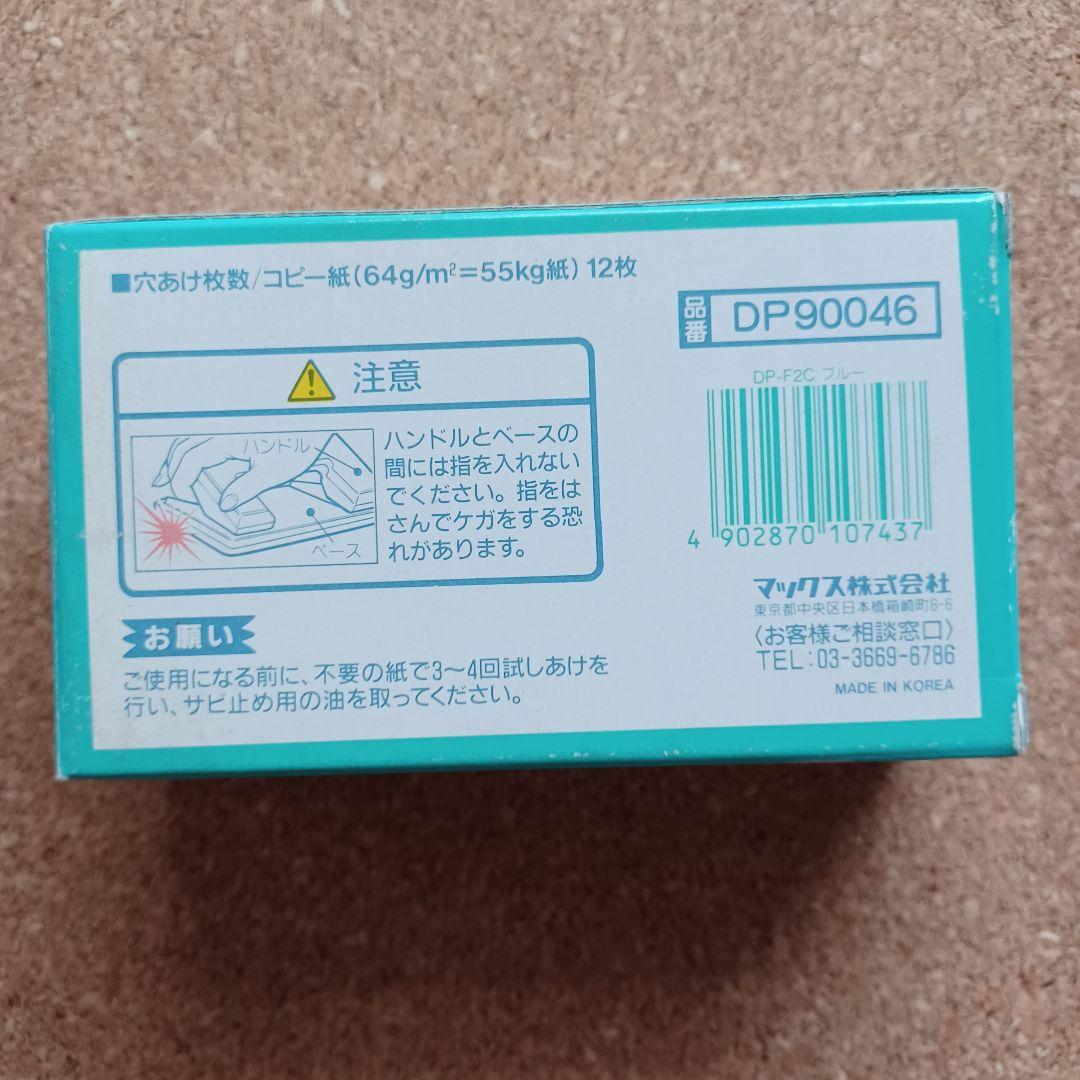 ■穴あけ枚数/コピー紙(64g/m²=55kg紙)12枚
品番 DP90046
注意
ハンドル
ベース
ハンドルとベースの
間には指を入れない
でください。指をは
さんでケガをする恐
れがあります。
DP-F2C ブルー
4 902870 107437
お願い
ご使用になる前に、不要の紙で3〜4回試しあけを
行い、サビ止め用の油を取ってください。
マックス株式会社
東京都中央区日本橋箱崎町6-6
〈お客様ご相談窓口〉
TEL:03-3669-6786
MADE IN KOREA